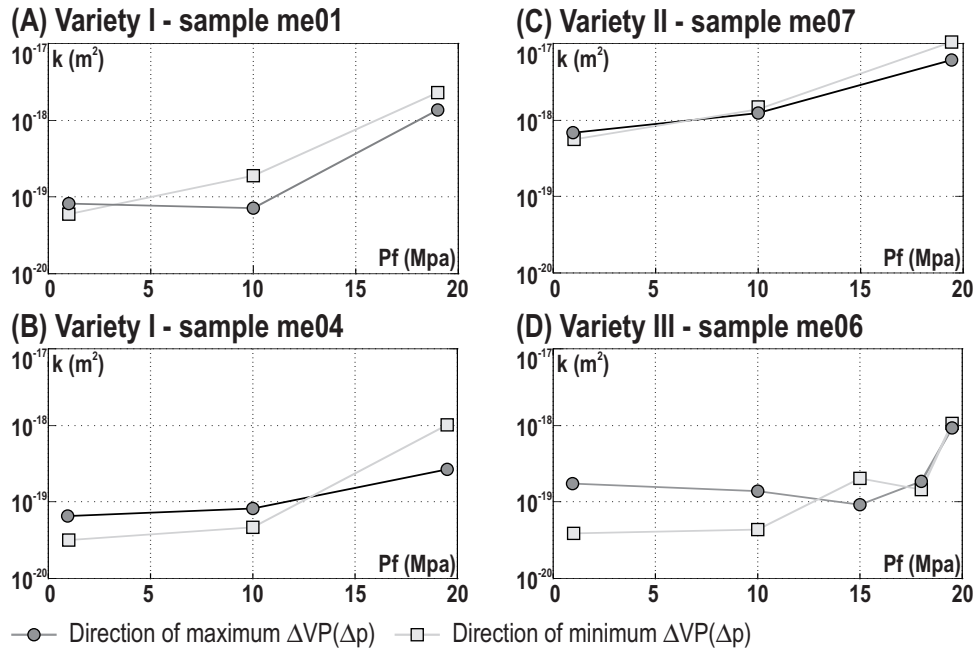 (A) Variety I - sample me01
k (m²)
10⁻¹⁷
10⁻¹⁸
10⁻¹⁹
10⁻²⁰
Pf (Mpa)
0 5 10 15 20
(B) Variety I - sample me04
k (m²)
10⁻¹⁷
10⁻¹⁸
10⁻¹⁹
10⁻²⁰
Pf (Mpa)
0 5 10 15 20
(C) Variety II - sample me07
k (m²)
10⁻¹⁷
10⁻¹⁸
10⁻¹⁹
10⁻²⁰
Pf (Mpa)
0 5 10 15 20
(D) Variety III - sample me06
k (m²)
10⁻¹⁷
10⁻¹⁸
10⁻¹⁹
10⁻²⁰
Pf (Mpa)
0 5 10 15 20
Direction of maximum ΔVP(Δp) Direction of minimum ΔVP(Δp)